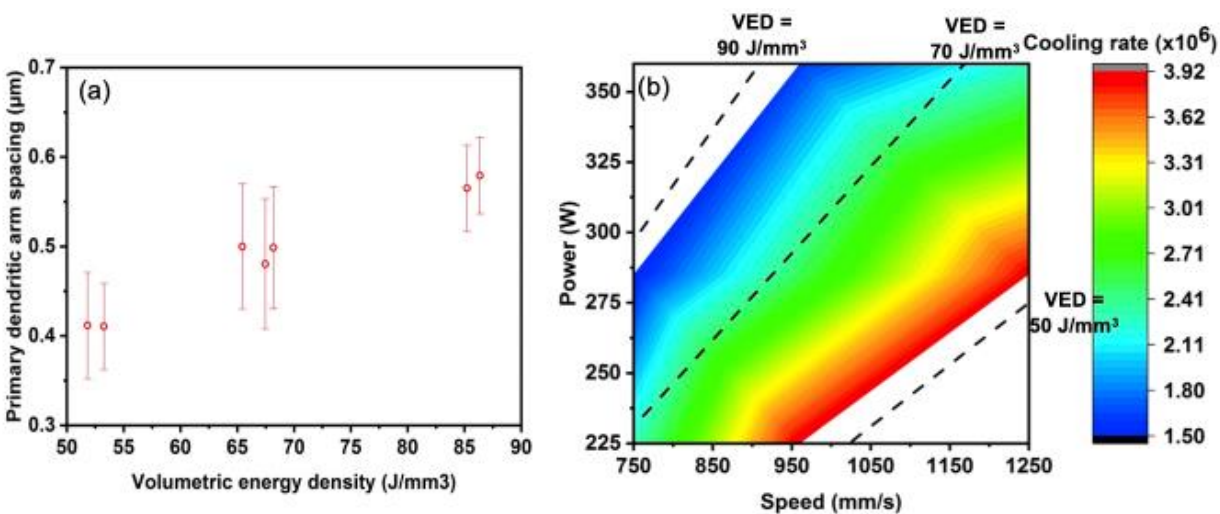 (a)
Primary dendritic arm spacing (μm)
0.7
0.6
0.5
0.4
0.3
50 55 60 65 70 75 80 85 90
Volumetric energy density (J/mm3)
VED =
90 J/mm³
VED =
70 J/mm³
(b)
Power (W)
350
325
300
275
250
225
750 850 950 1050 1150 1250
Speed (mm/s)
VED =
50 J/mm³
Cooling rate (x10⁶)
3.92
3.62
3.31
3.01
2.71
2.41
2.11
1.80
1.50